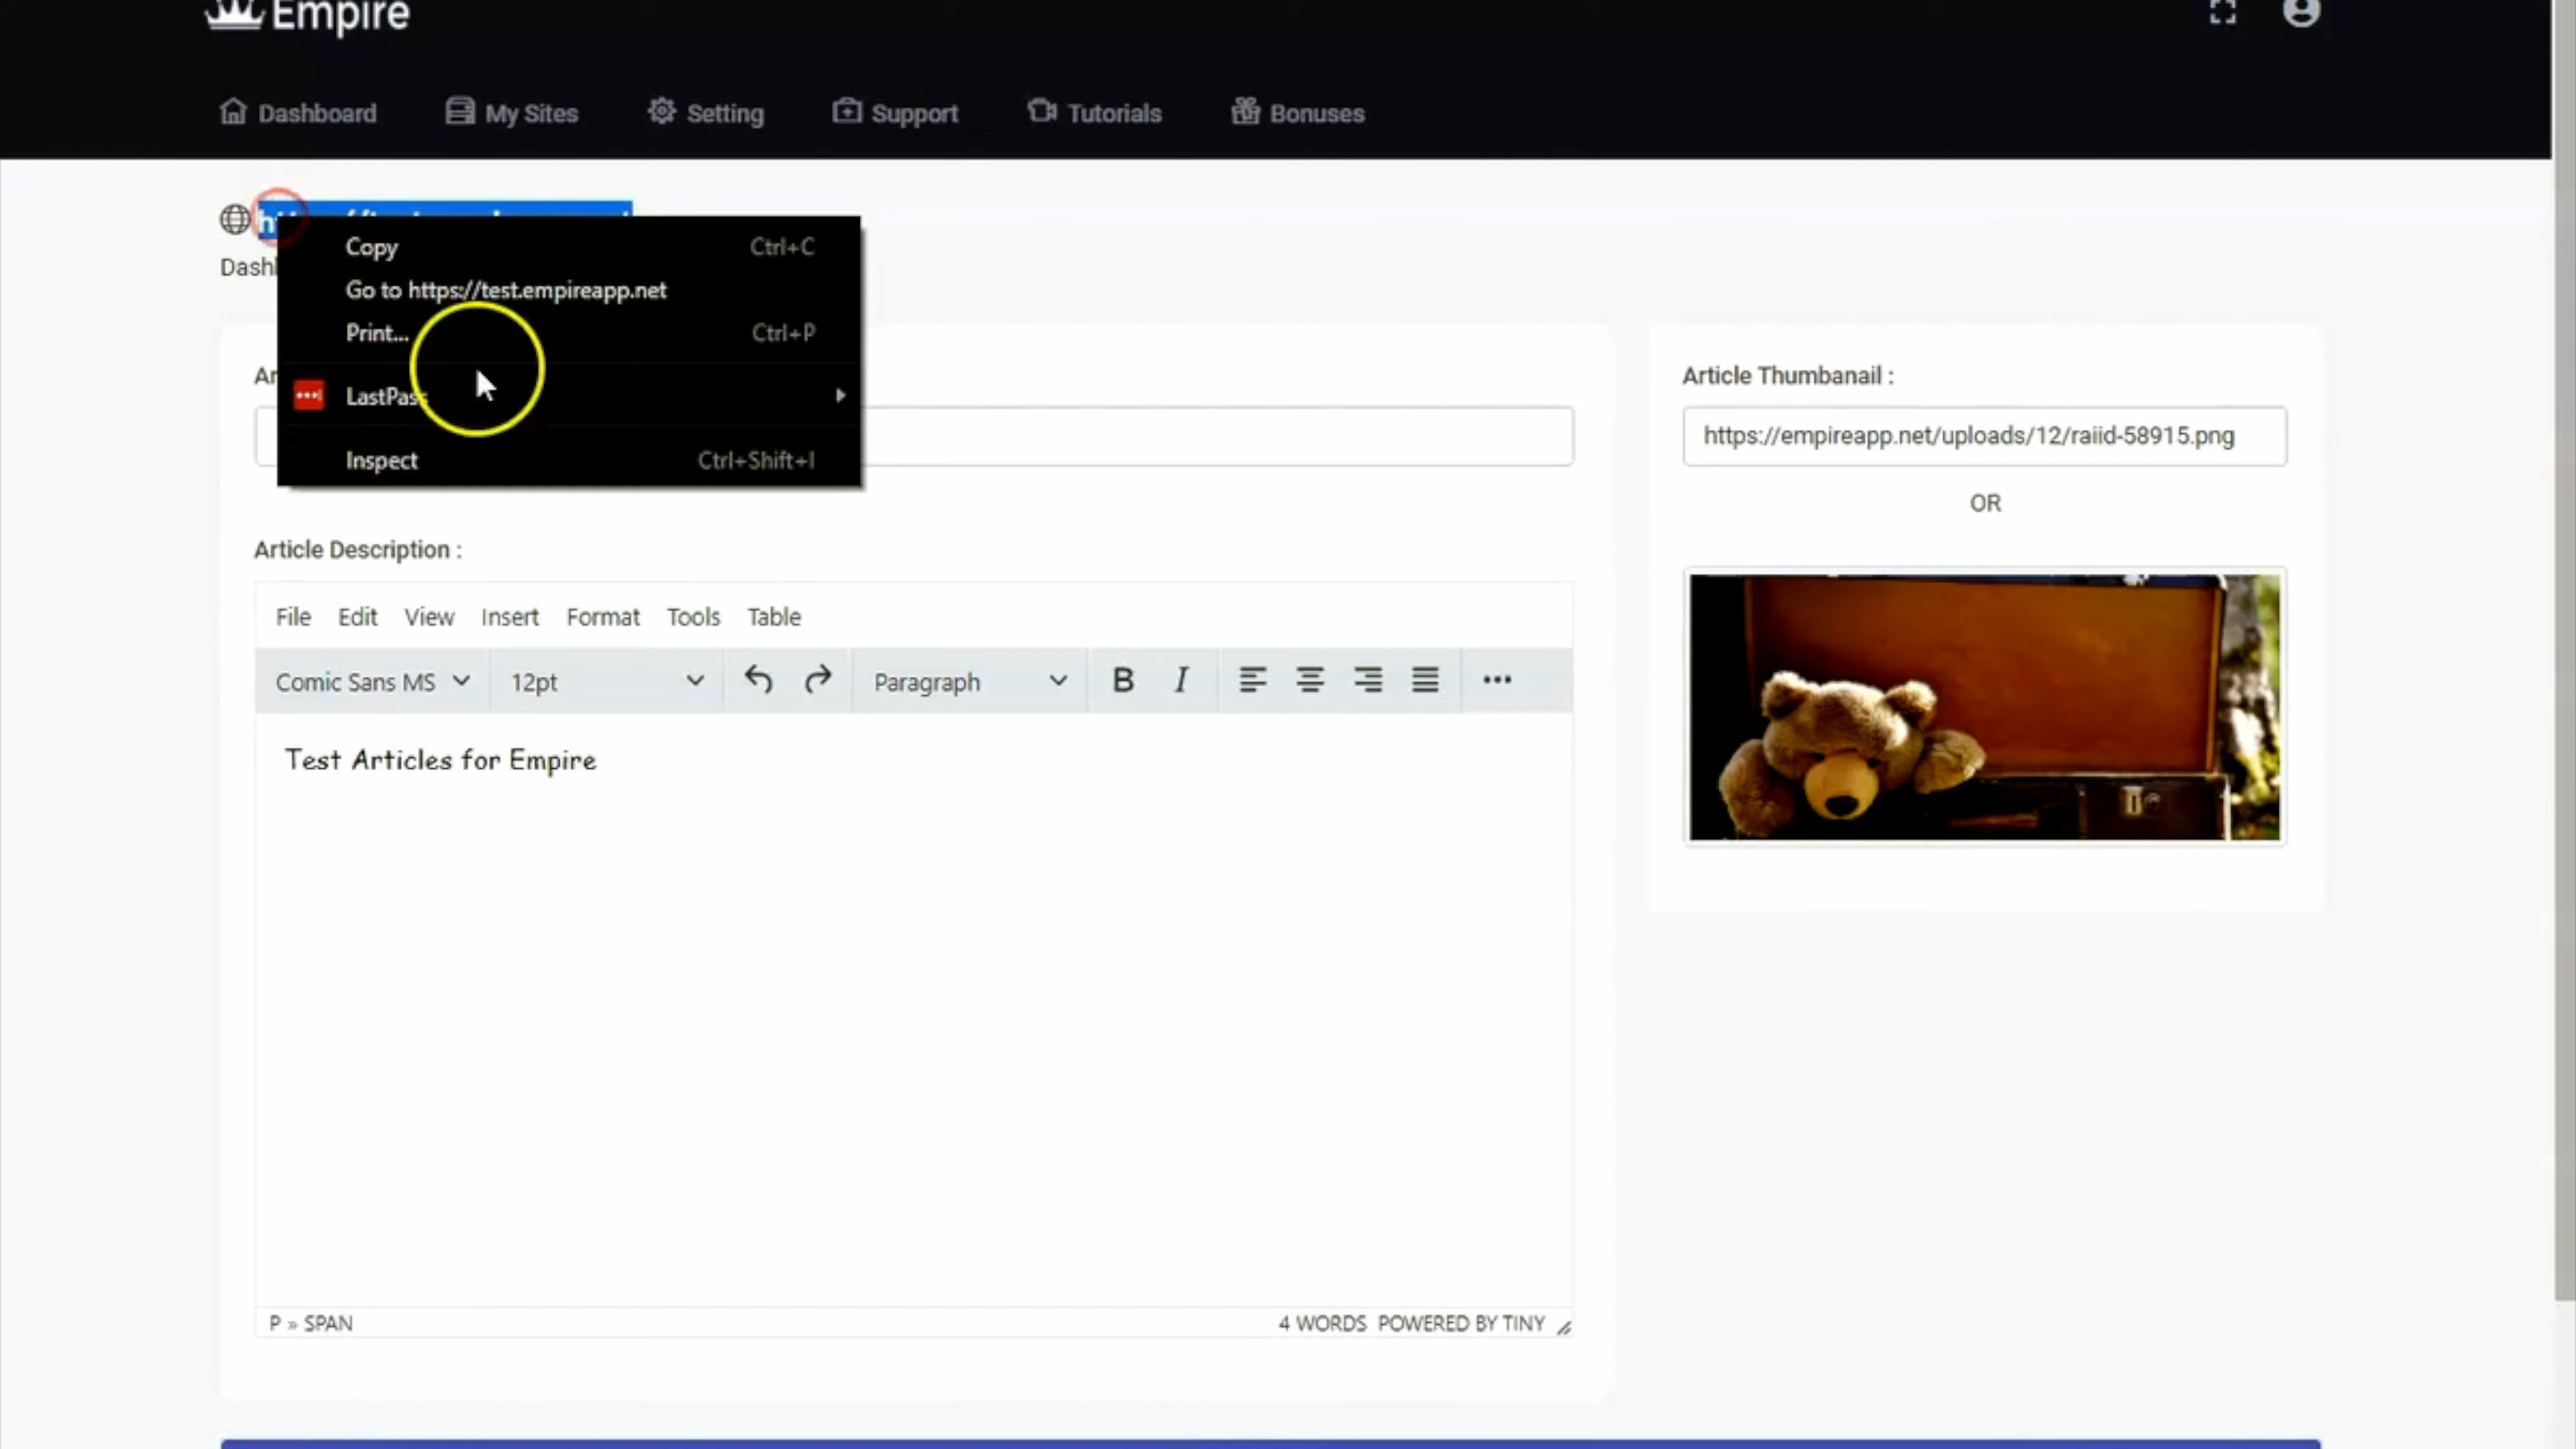 Empire
Dashboard My Sites Setting Support Tutorials Bonuses
Copy Ctrl+C
Go to https://test.empireapp.net
Print... Ctrl+P
LastPass
Inspect Ctrl+Shift+I
Article Thumbanail :
https://empireapp.net/uploads/12/raiid-58915.png
OR
Article Description :
File Edit View Insert Format Tools Table
Comic Sans MS 12pt Paragraph B I
Test Articles for Empire
P » SPAN 4 WORDS POWERED BY TINY